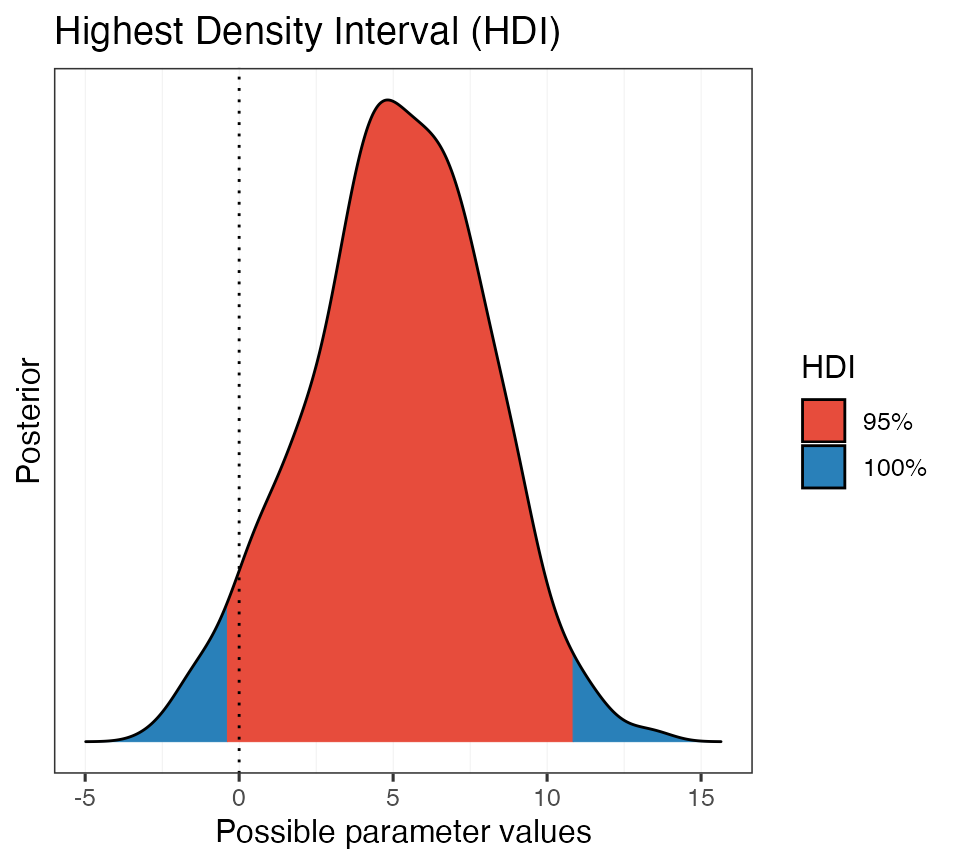 Highest Density Interval (HDI)
Posterior
HDI
95%
100%
-5 0 5 10 15
Possible parameter values